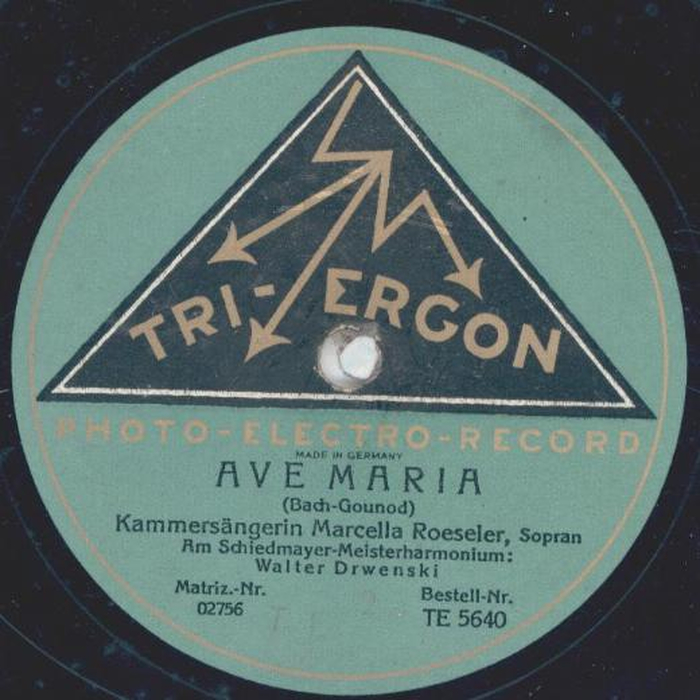 TRI-ERGON
PHOTO-ELECTRO-RECORD
MADE IN GERMANY
AVE MARIA
(Bach-Gounod)
Kammersängerin Marcella Roeseler, Sopran
Am Schiedmayer-Meisterharmonium:
Walter Drwenski
Matriz.-Nr. Bestell-Nr.
02756 TE 5640